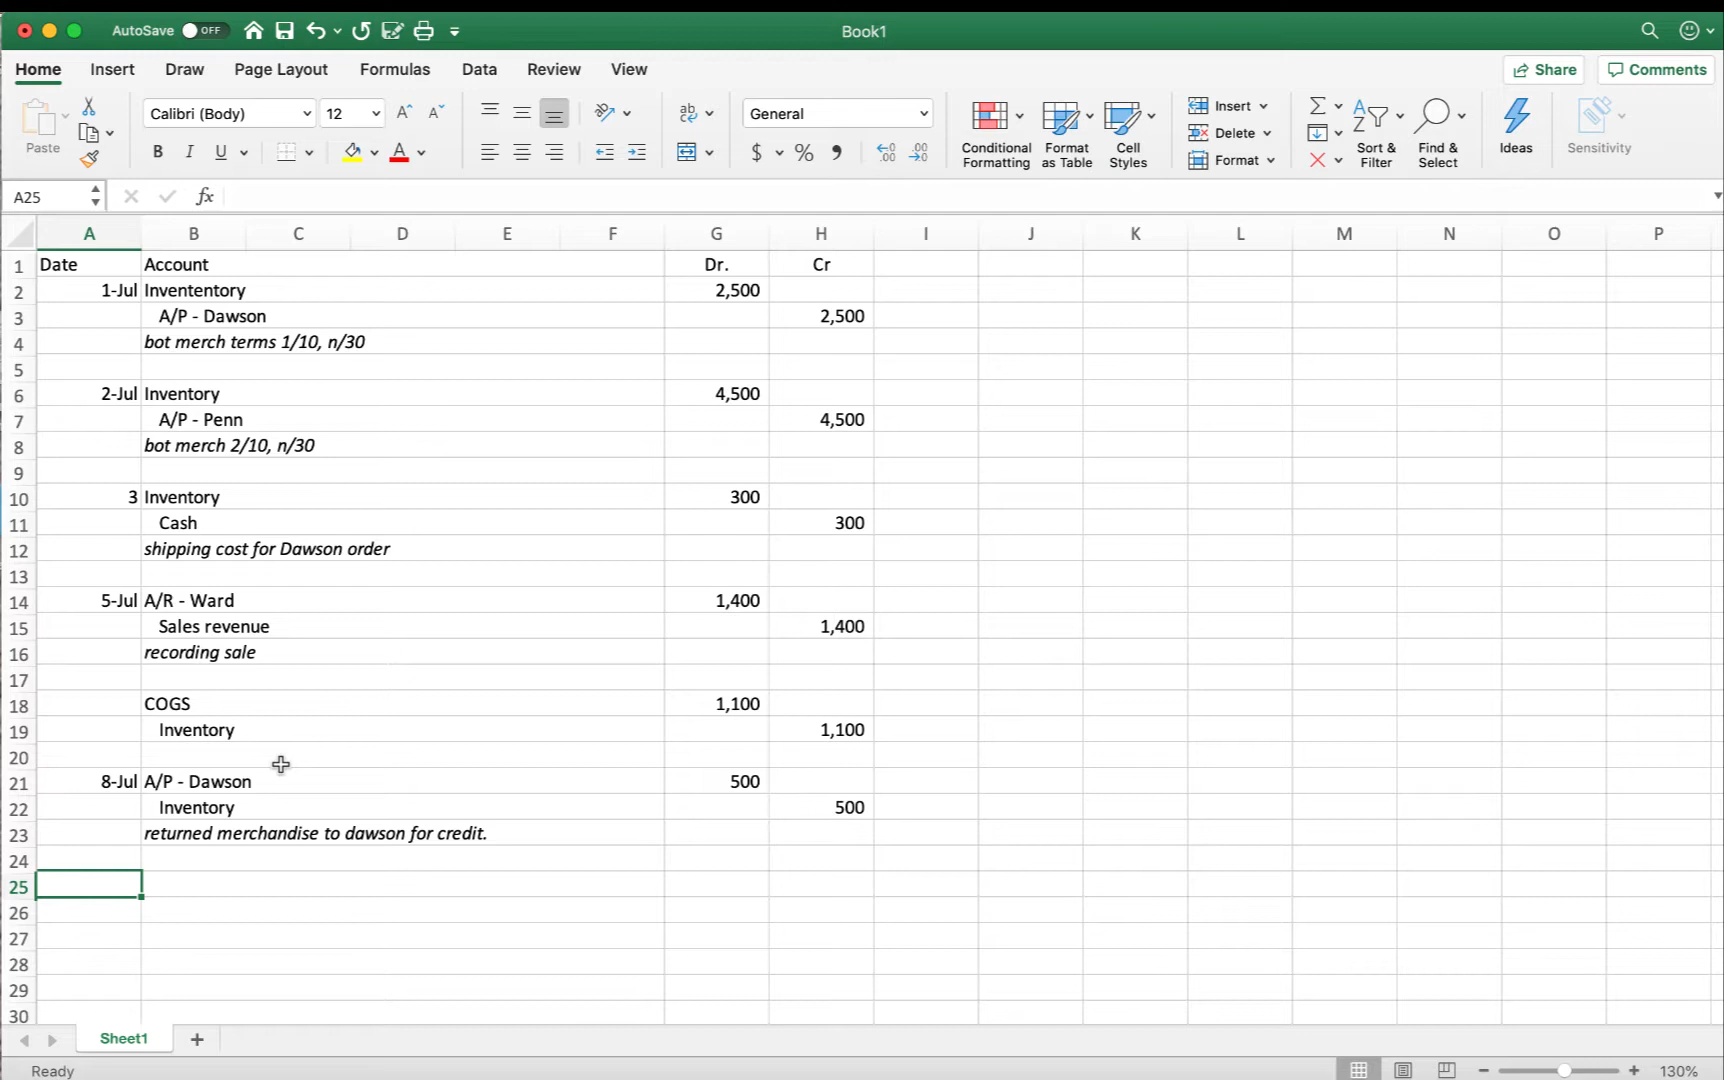 AutoSave OFF Book1
Home Insert Draw Page Layout Formulas Data Review View Share Comments
Paste Calibri (Body) 12 General Conditional Formatting Format as Table Cell Styles Insert Delete Format Sort & Filter Find & Select Ideas Sensitivity
A25 fx
A B C D E F G H I J K L M N O P
1 Date Account Dr. Cr
2 1-Jul Invententory 2,500
3 A/P - Dawson 2,500
4 bot merch terms 1/10, n/30
5
6 2-Jul Inventory 4,500
7 A/P - Penn 4,500
8 bot merch 2/10, n/30
9
10 3 Inventory 300
11 Cash 300
12 shipping cost for Dawson order
13
14 5-Jul A/R - Ward 1,400
15 Sales revenue 1,400
16 recording sale
17
18 COGS 1,100
19 Inventory 1,100
20
21 8-Jul A/P - Dawson 500
22 Inventory 500
23 returned merchandise to dawson for credit.
24
25
26
27
28
29
30
Sheet1
Ready 130%